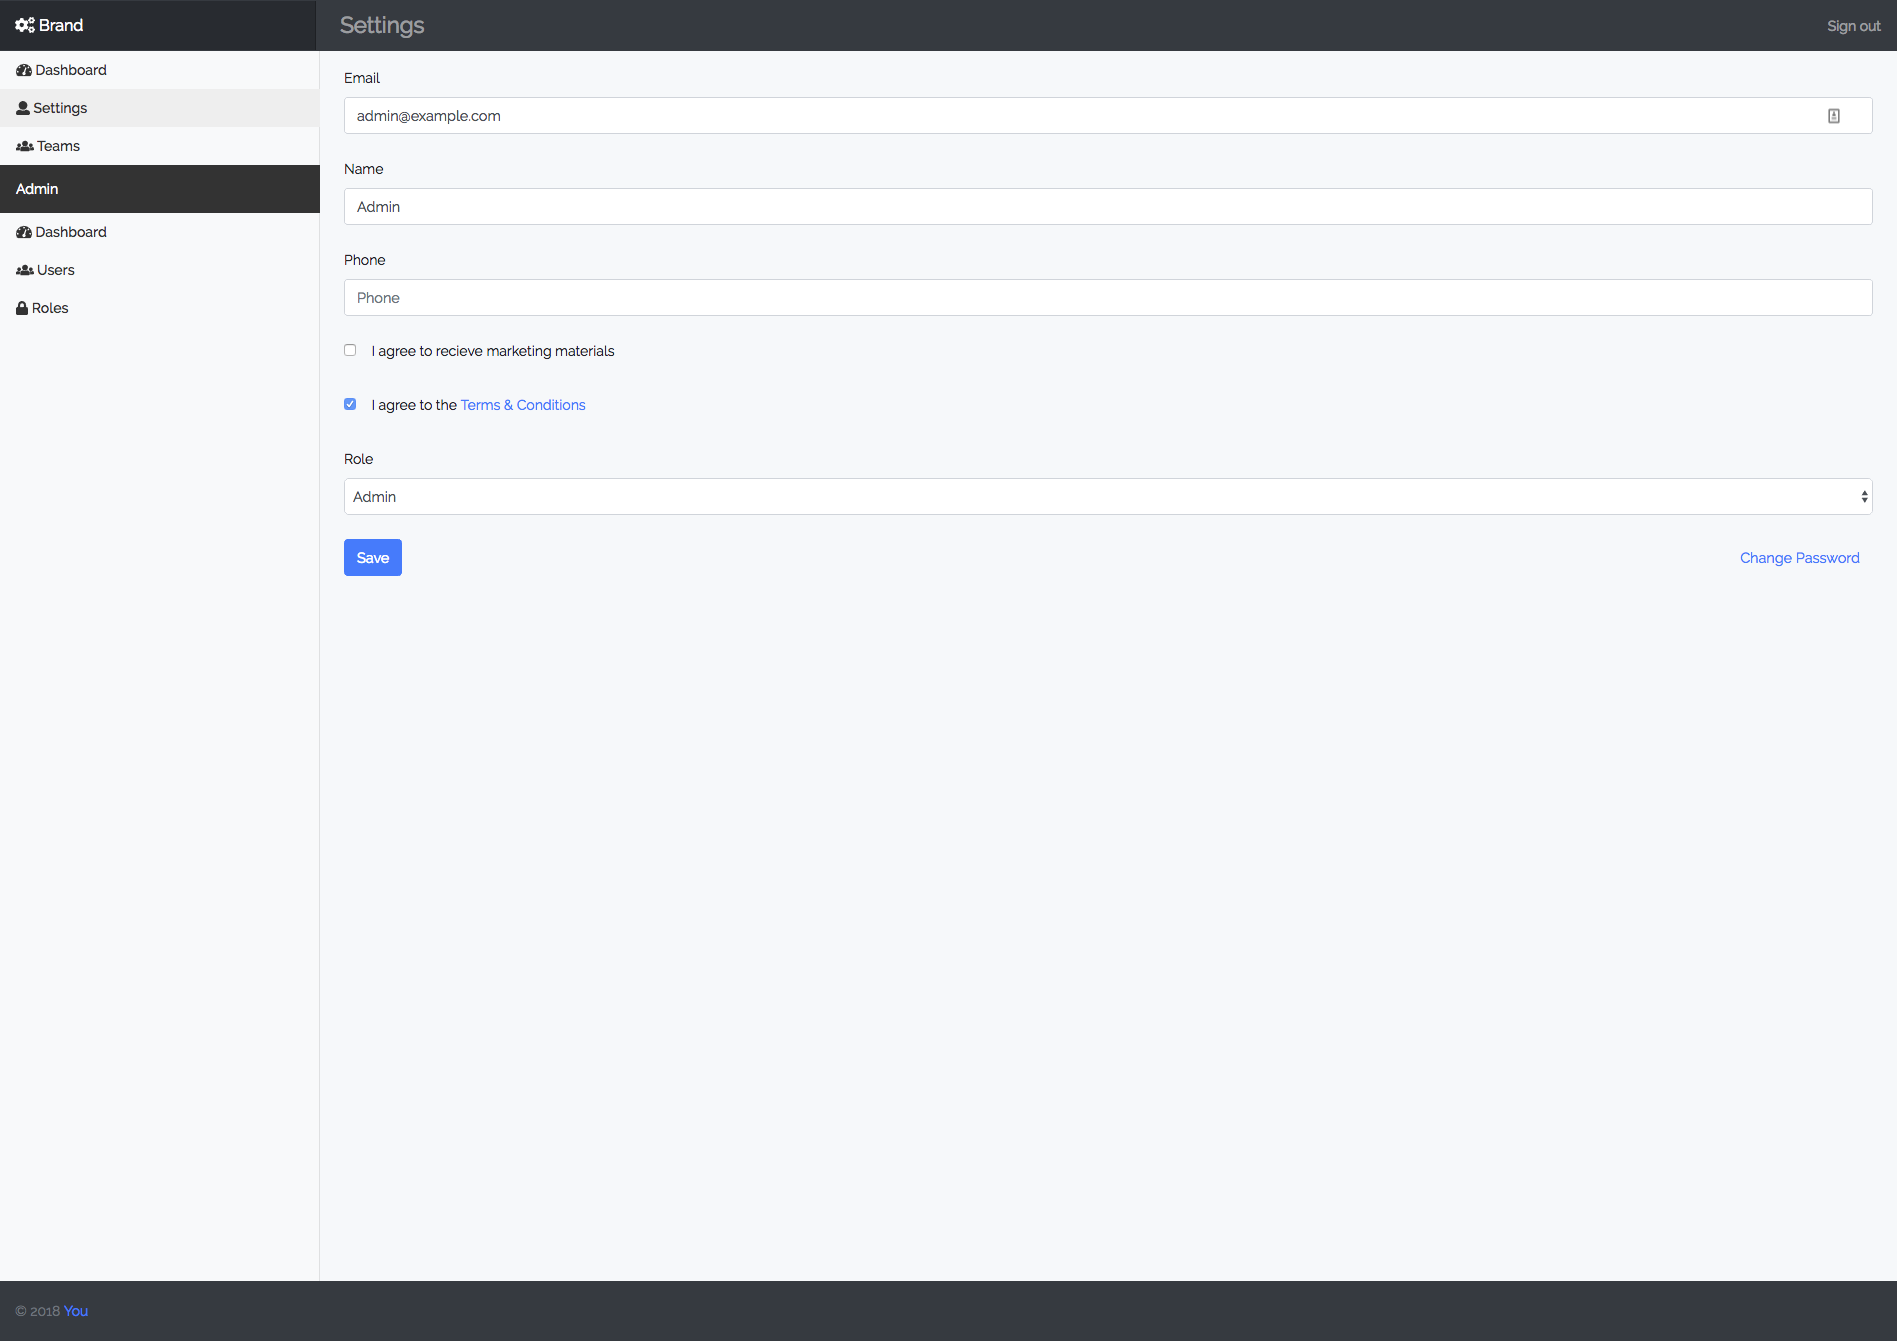 Brand
Settings
Sign out
Dashboard
Settings
Teams
Admin
Dashboard
Users
Roles
Email
admin@example.com
Name
Admin
Phone
Phone
I agree to recieve marketing materials
I agree to the Terms & Conditions
Role
Admin
Save
Change Password
© 2018 You